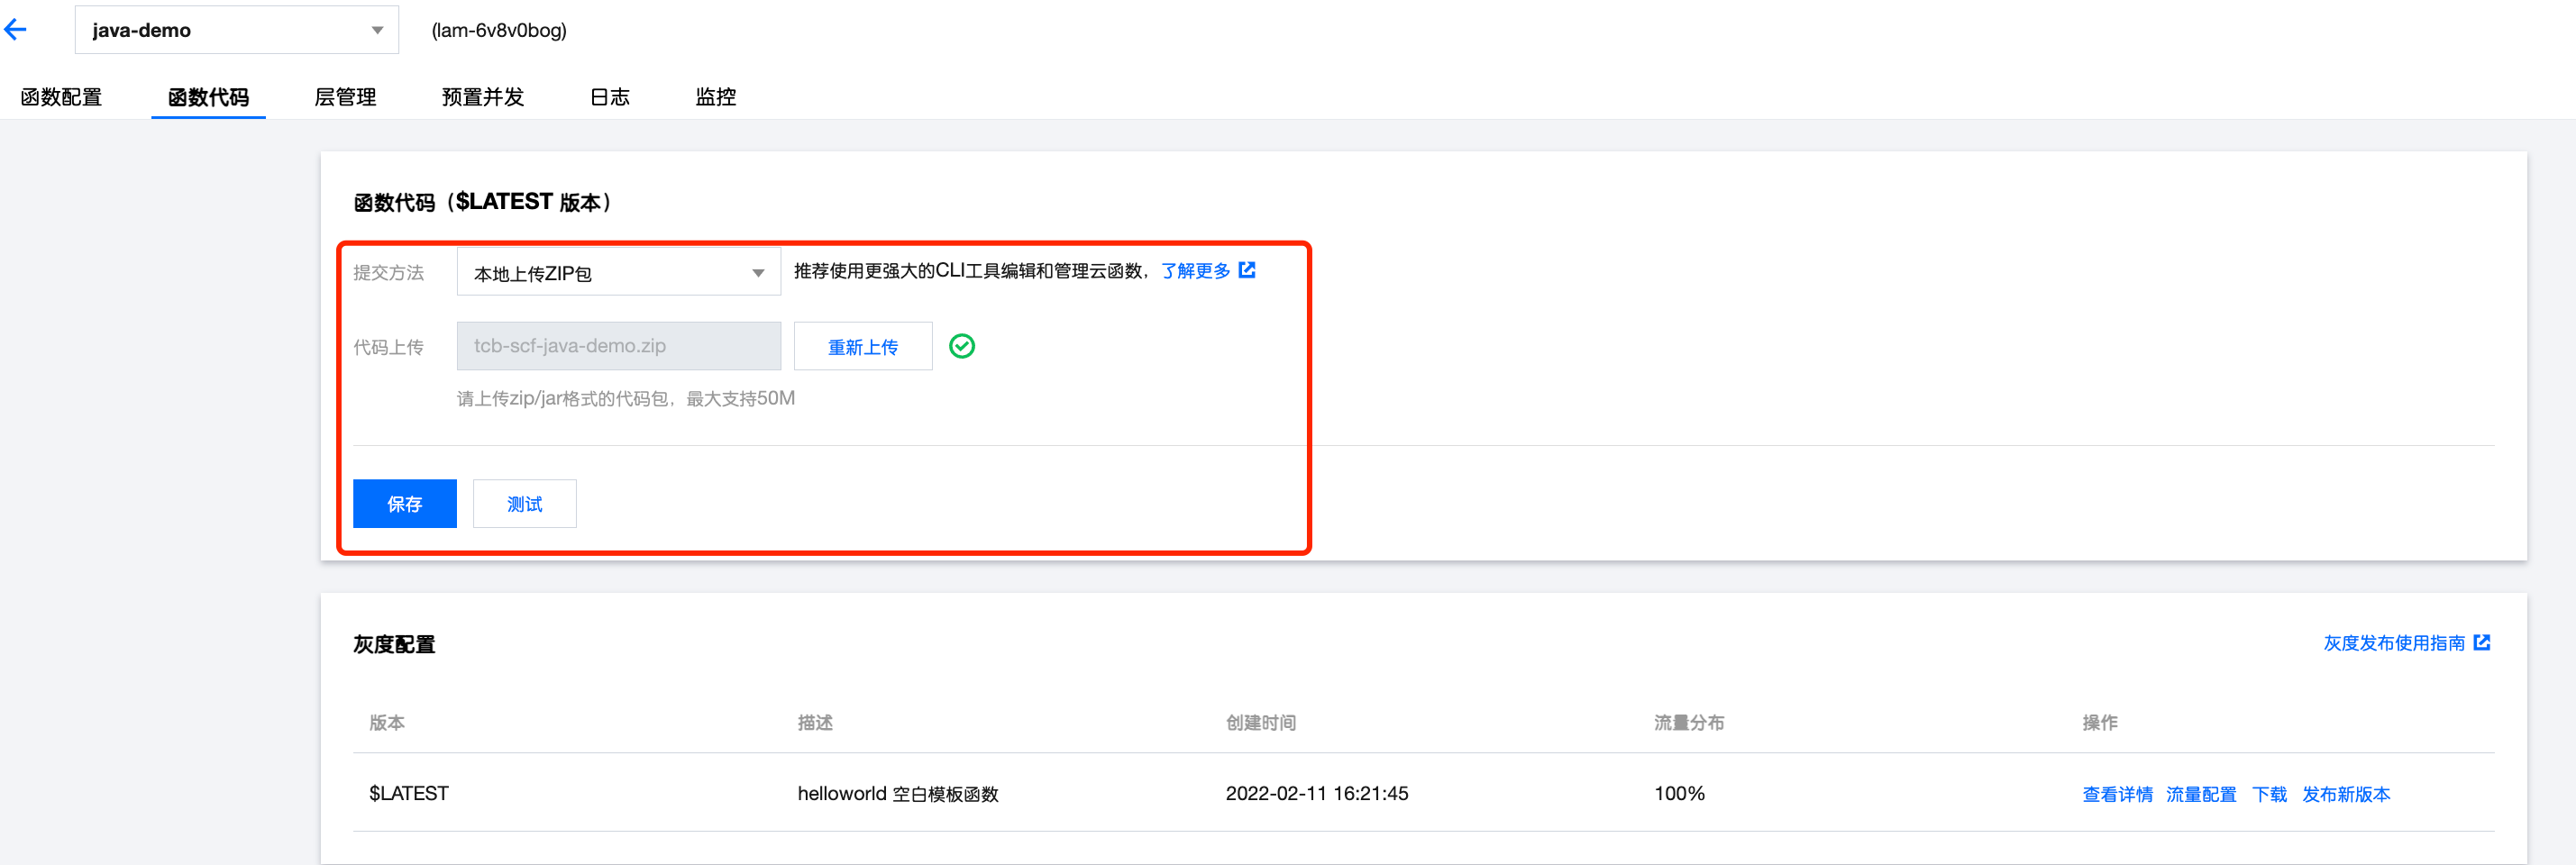 java-demo (lam-6v8v0bog)
函数配置 函数代码 层管理 预置并发 日志 监控
函数代码（$LATEST 版本）
提交方法 本地上传ZIP包 推荐使用更强大的CLI工具编辑和管理云函数，了解更多
代码上传 tcb-scf-java-demo.zip 重新上传
请上传zip/jar格式的代码包，最大支持50M
保存 测试
灰度配置 灰度发布使用指南
版本 描述 创建时间 流量分布 操作
$LATEST helloworld 空白模板函数 2022-02-11 16:21:45 100% 查看详情 流量配置 下载 发布新版本